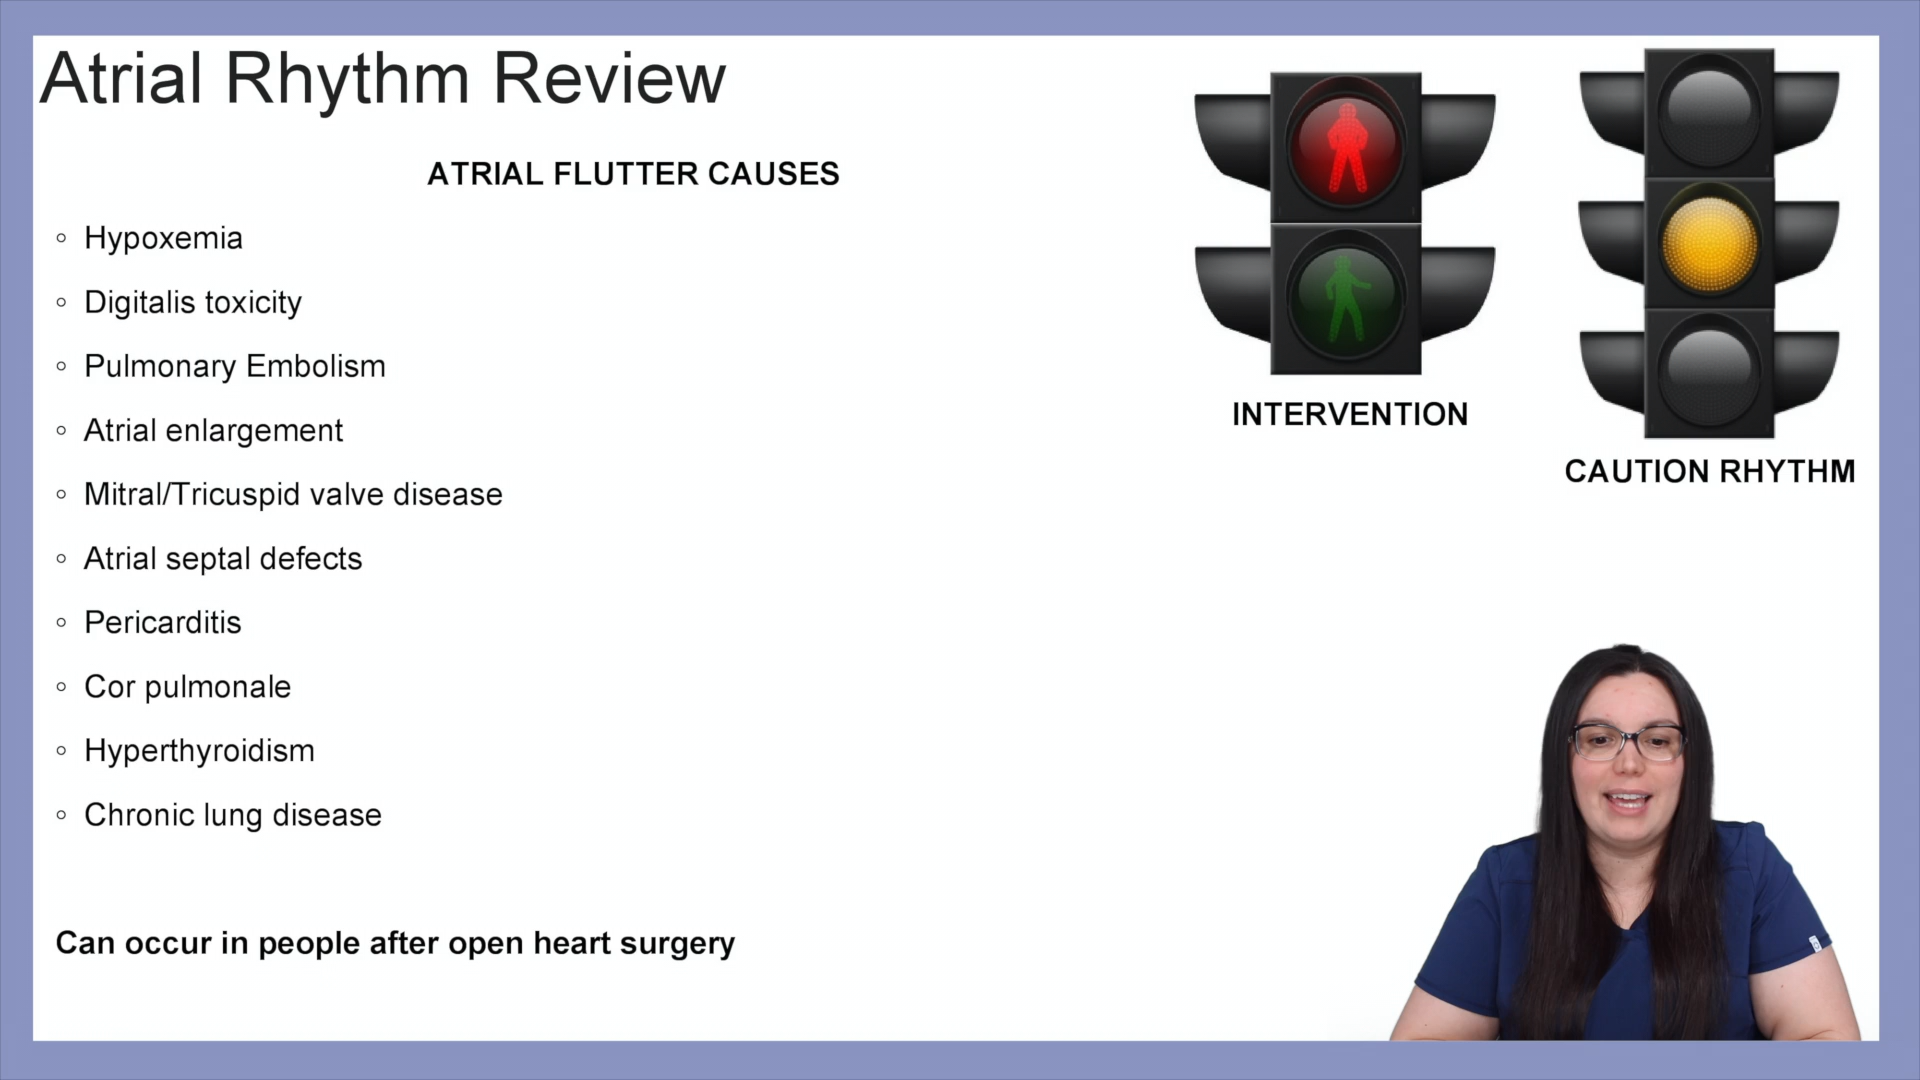 Atrial Rhythm Review
ATRIAL FLUTTER CAUSES
Hypoxemia
Digitalis toxicity
Pulmonary Embolism
Atrial enlargement
Mitral/Tricuspid valve disease
Atrial septal defects
Pericarditis
Cor pulmonale
Hyperthyroidism
Chronic lung disease
Can occur in people after open heart surgery
INTERVENTION
CAUTION RHYTHM